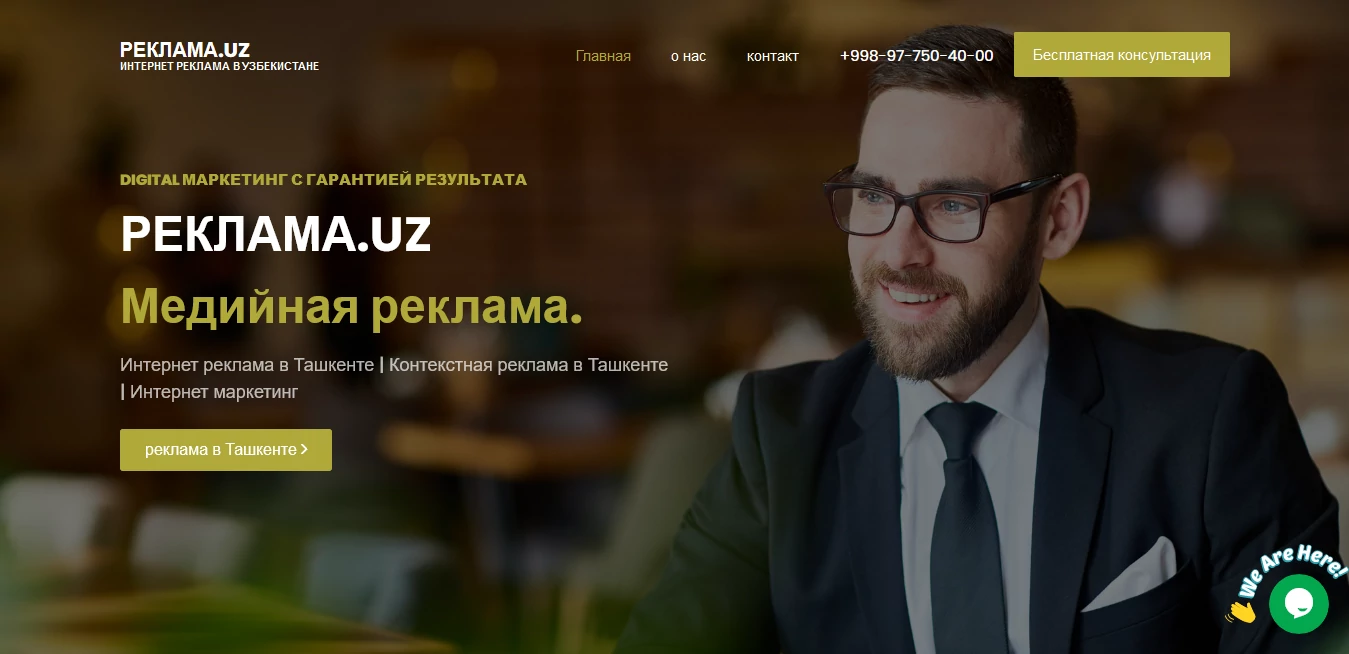 РЕКЛАМА.UZ
ИНТЕРНЕТ РЕКЛАМА В УЗБЕКИСТАНЕ
Главная о нас контакт +998-97-750-40-00 Бесплатная консультация
DIGITAL МАРКЕТИНГ С ГАРАНТИЕЙ РЕЗУЛЬТАТА
РЕКЛАМА.UZ
Медийная реклама.
Интернет реклама в Ташкенте | Контекстная реклама в Ташкенте
| Интернет маркетинг
реклама в Ташкенте >
We Are Here!